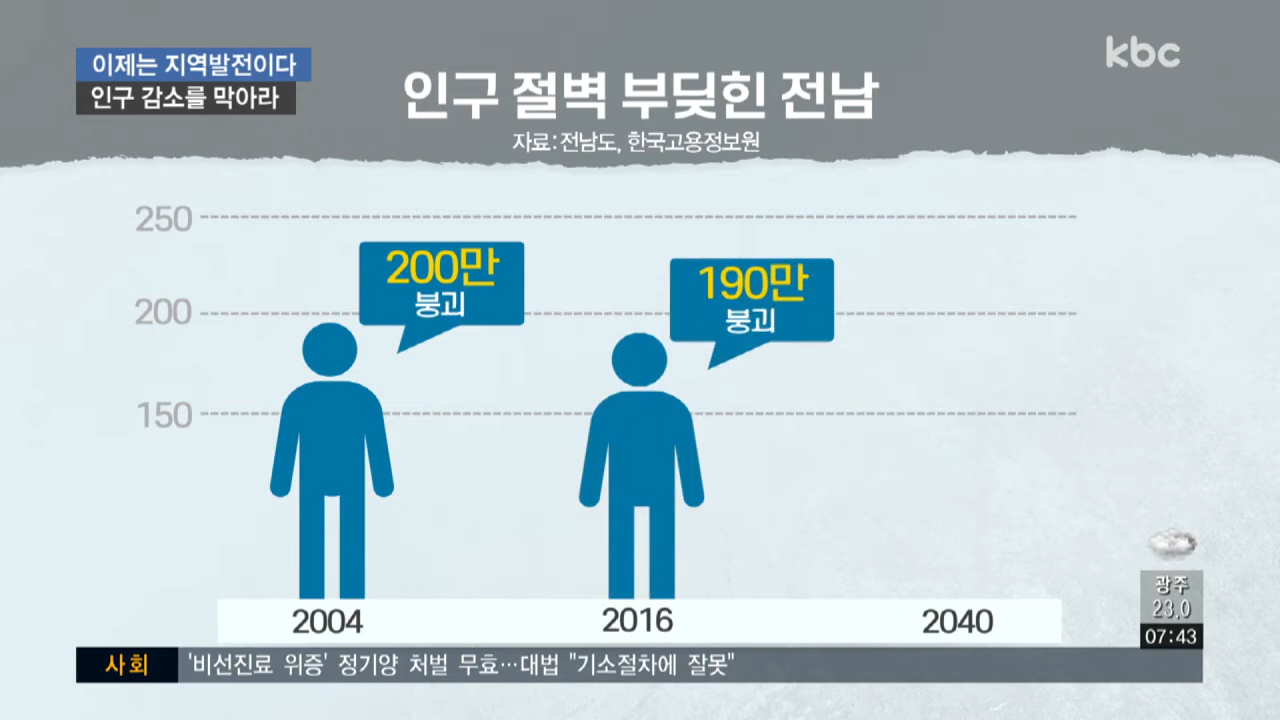 이제는 지역발전이다
인구 감소를 막아라
kbc
인구 절벽 부딪힌 전남
자료:전남도, 한국고용정보원
250
200
150
200만
붕괴
190만
붕괴
2004
2016
2040
광주
23.0
07:43
사회
'비선진료 위증' 정기양 처벌 무효…대법 "기소절차에 잘못"